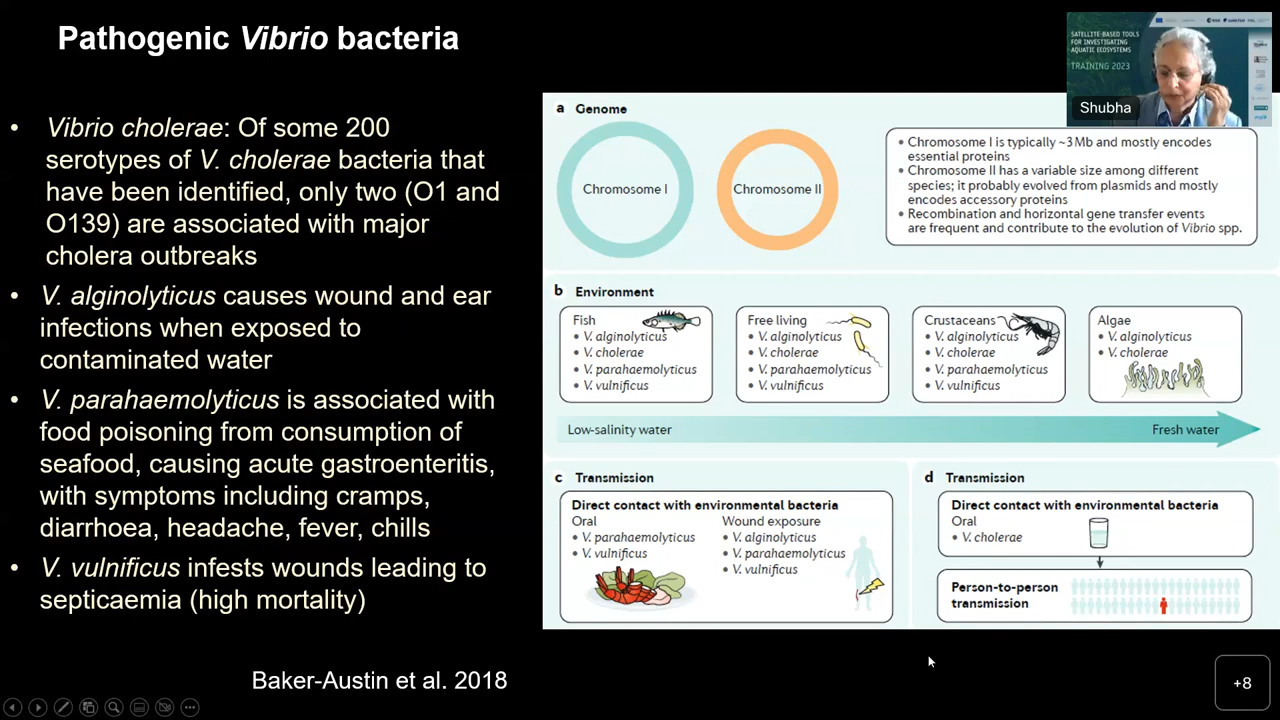 Pathogenic Vibrio bacteria
• Vibrio cholerae: Of some 200
serotypes of V. cholerae bacteria that
have been identified, only two (O1 and
O139) are associated with major
cholera outbreaks
• V. alginolyticus causes wound and ear
infections when exposed to
contaminated water
• V. parahaemolyticus is associated with
food poisoning from consumption of
seafood, causing acute gastroenteritis,
with symptoms including cramps,
diarrhoea, headache, fever, chills
• V. vulnificus infests wounds leading to
septicaemia (high mortality)
Baker-Austin et al. 2018
SATELLITE-BASED TOOLS
FOR INVESTIGATING
AQUATIC ECOSYSTEMS
TRAINING 2023
Shubha
a Genome
Chromosome I
Chromosome II
• Chromosome I is typically ~3 Mb and mostly encodes
essential proteins
• Chromosome II has a variable size among different
species; it probably evolved from plasmids and mostly
encodes accessory proteins
• Recombination and horizontal gene transfer events
are frequent and contribute to the evolution of Vibrio spp.
b Environment
Fish
• V. alginolyticus
• V. cholerae
• V. parahaemolyticus
• V. vulnificus
Free living
• V. alginolyticus
• V. cholerae
• V. parahaemolyticus
• V. vulnificus
Crustaceans
• V. alginolyticus
• V. cholerae
• V. parahaemolyticus
• V. vulnificus
Algae
• V. alginolyticus
• V. cholerae
Low-salinity water
Fresh water
c Transmission
Direct contact with environmental bacteria
Oral
• V. parahaemolyticus
• V. vulnificus
Wound exposure
• V. alginolyticus
• V. parahaemolyticus
• V. vulnificus
d Transmission
Direct contact with environmental bacteria
Oral
• V. cholerae
Person-to-person
transmission
+8